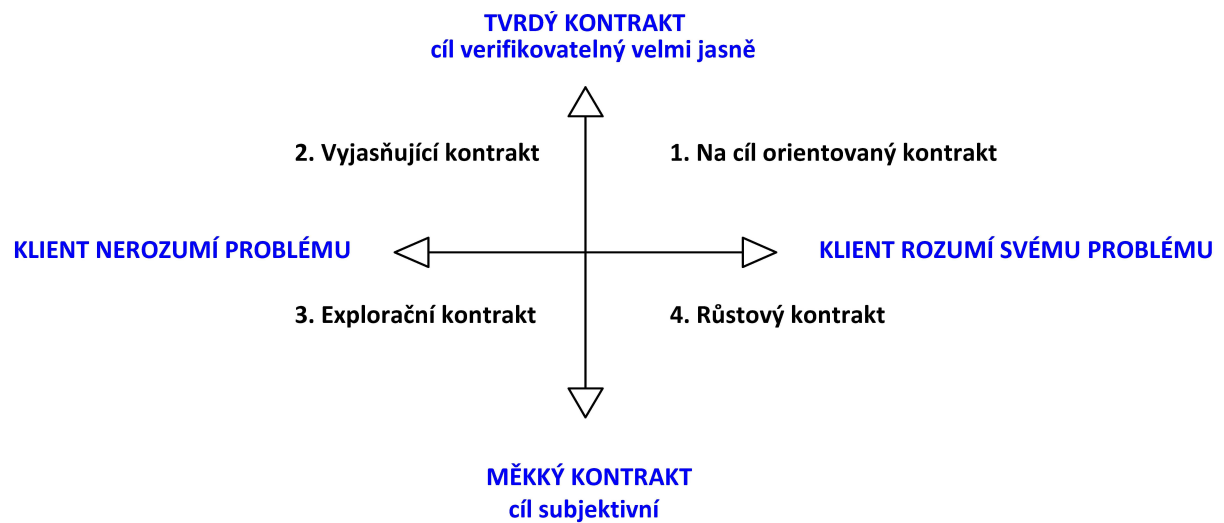 TVRDÝ KONTRAKT
cíl verifikovatelný velmi jasně
2. Vyjasňující kontrakt
1. Na cíl orientovaný kontrakt
KLIENT NEROZUMÍ PROBLÉMU
KLIENT ROZUMÍ SVÉMU PROBLÉMU
3. Explorační kontrakt
4. Růstový kontrakt
MĚKKÝ KONTRAKT
cíl subjektivní